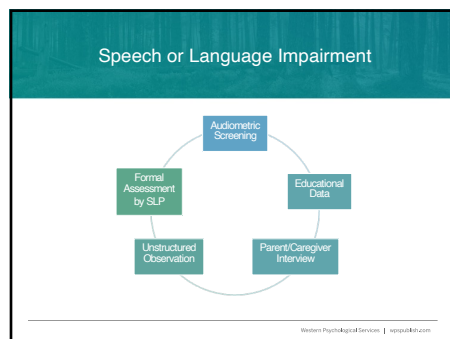 Speech or Language Impairment
Audiometric
Screening
Educational
Data
Parent/Caregiver
Interview
Unstructured
Observation
Formal
Assessment
by SLP
Western Psychological Services | wpspublish.com